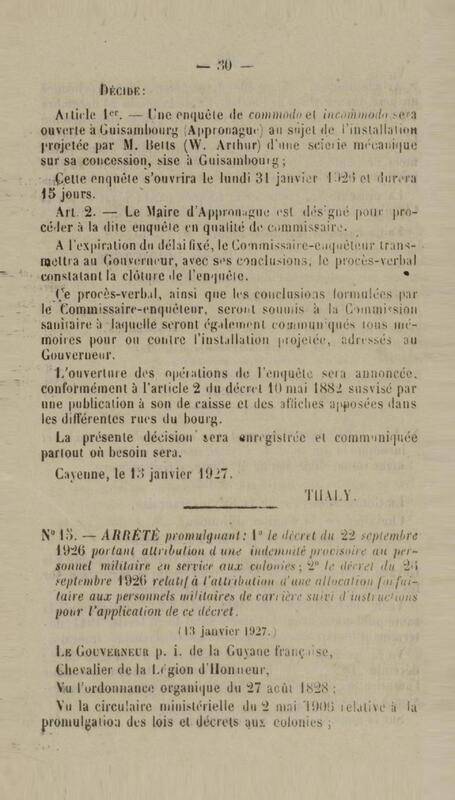 — 30 —
DÉCIDE:
Article 1er. — Une enquête de commodo et incommodo sera
ouverte à Guisambourg (Approuague) au sujet de l'installation
projetée par M. Betts (W. Arthur) d'une scierie mécanique
sur sa concession, sise à Guisambourg;
Cette enquête s'ouvrira le lundi 31 janvier 1926 et durera
15 jours.
Art. 2. — Le Maire d'Approuague est désigné pour pro-
céder à la dite enquête en qualité de commissaire.
A l'expiration du délai fixé, le Commissaire-enquêteur trans-
mettra au Gouverneur, avec ses conclusions, le procès-verbal
constatant la clôture de l'enquête.
Ce procès-verbal, ainsi que les conclusions formulées par
le Commissaire-enquêteur, seront soumis à la Commission
sanitaire à laquelle seront également communiqués tous mé-
moires pour ou contre l'installation projetée, adressés au
Gouverneur.
L'ouverture des opérations de l'enquête sera annoncée,
conformément à l'article 2 du décret 10 mai 1882 susvisé par
une publication à son de caisse et des affiches apposées dans
les différentes rues du bourg.
La présente décision sera enregistrée et communiquée
partout où besoin sera.
Cayenne, le 13 janvier 1927.
THALY.
N° 15. — ARRÊTÉ promulguant: 1° le décret du 22 septembre
1926 portant attribution d'une indemnité provisoire au per-
sonnel militaire en service aux colonies; 2° le décret du 26
septembre 1926 relatif à l'attribution d'une allocation forfai-
taire aux personnels militaires de carrière suivi d'instructions
pour l'application de ce décret.
(13 janvier 1927.)
LE GOUVERNEUR p. i. de la Guyane française,
Chevalier de la Légion d'Honneur,
Vu l'ordonnance organique du 27 août 1828;
Vu la circulaire ministérielle du 2 mai 1906 relative à la
promulgation des lois et décrets aux colonies;